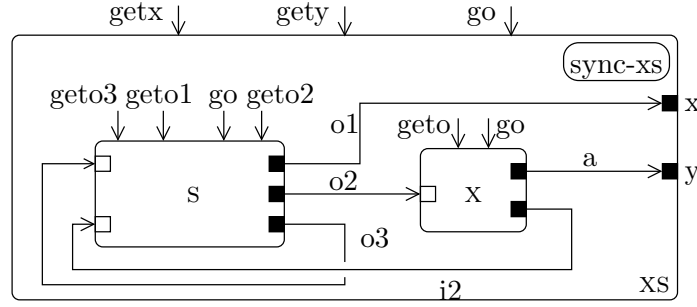 getx gety go
sync-xs
geto3 geto1 go geto2
o1 x
geto go
o2 a
s x y
o3
i2 xs